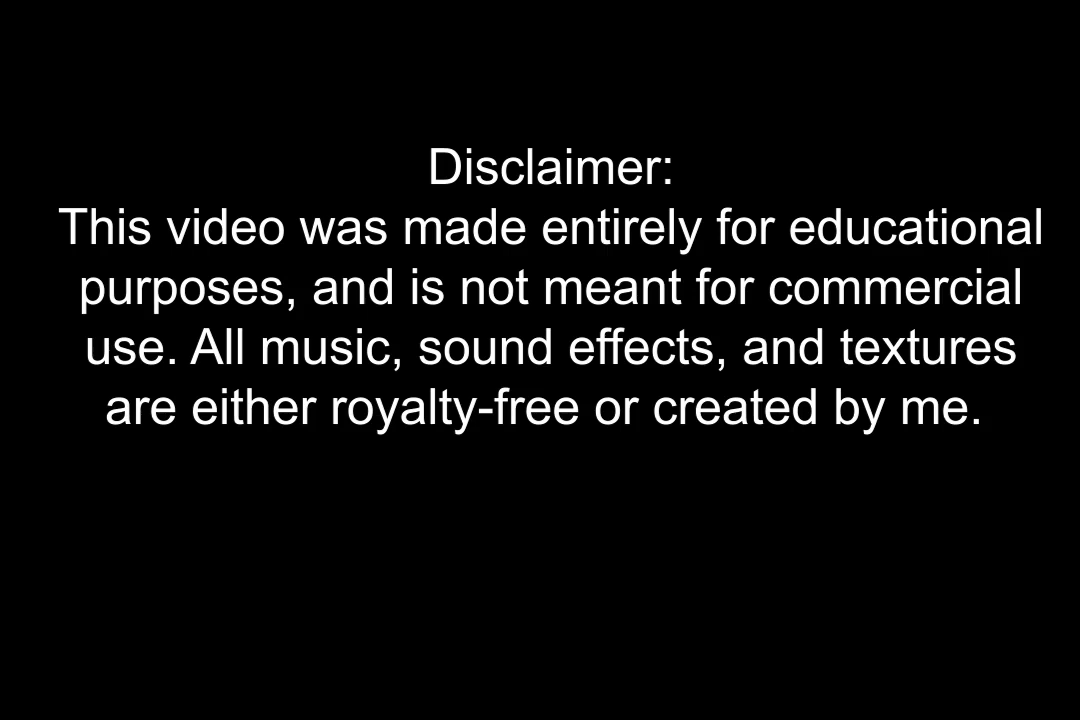 Disclaimer:
This video was made entirely for educational
purposes, and is not meant for commercial
use. All music, sound effects, and textures
are either royalty-free or created by me.